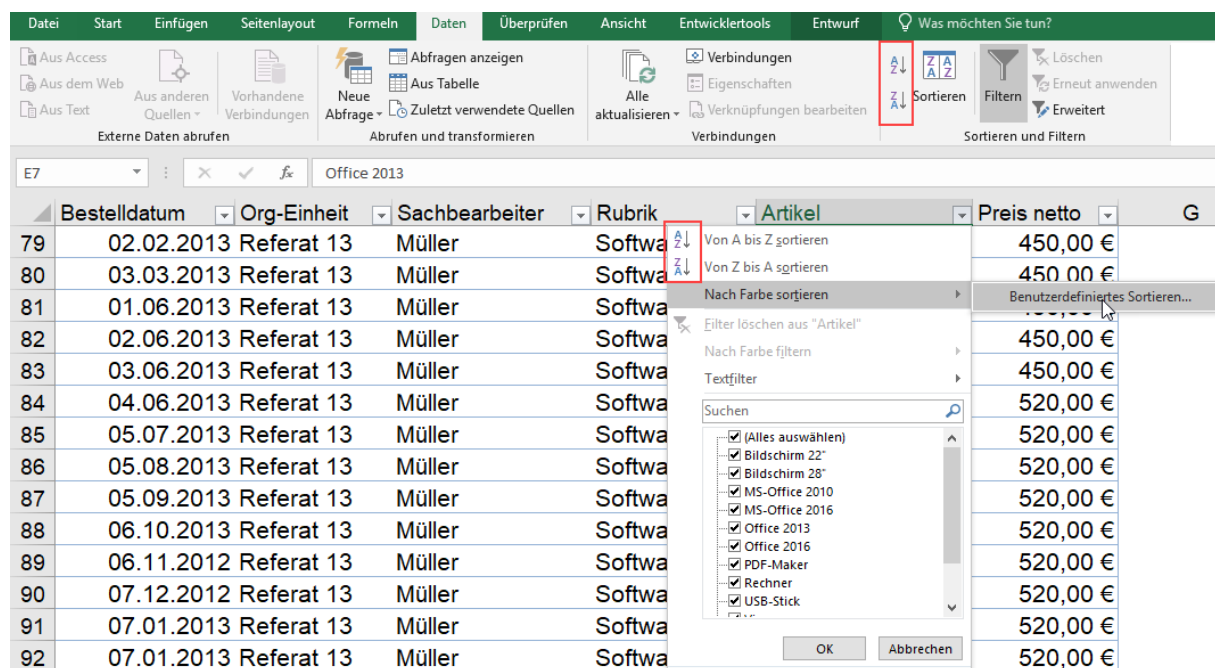 Datei Start Einfügen Seitenlayout Formeln Daten Überprüfen Ansicht Entwicklertools Entwurf Was möchten Sie tun?
Aus Access
Aus dem Web
Aus Text
Aus anderen Quellen
Vorhandene Verbindungen
Externe Daten abrufen
Neue Abfrage
Abfragen anzeigen
Aus Tabelle
Zuletzt verwendete Quellen
Abrufen und transformieren
Alle aktualisieren
Verbindungen
Eigenschaften
Verknüpfungen bearbeiten
Verbindungen
Sortieren
Filtern
Löschen
Erneut anwenden
Erweitert
Sortieren und Filtern
E7 fx Office 2013
Bestelldatum Org-Einheit Sachbearbeiter Rubrik Artikel Preis netto G
79 02.02.2013 Referat 13 Müller Softwa 450,00 €
80 03.03.2013 Referat 13 Müller Softwa 450,00 €
81 01.06.2013 Referat 13 Müller Softwa
82 02.06.2013 Referat 13 Müller Softwa 450,00 €
83 03.06.2013 Referat 13 Müller Softwa 450,00 €
84 04.06.2013 Referat 13 Müller Softwa 520,00 €
85 05.07.2013 Referat 13 Müller Softwa 520,00 €
86 05.08.2013 Referat 13 Müller Softwa 520,00 €
87 05.09.2013 Referat 13 Müller Softwa 520,00 €
88 06.10.2013 Referat 13 Müller Softwa 520,00 €
89 06.11.2012 Referat 13 Müller Softwa 520,00 €
90 07.12.2012 Referat 13 Müller Softwa 520,00 €
91 07.01.2013 Referat 13 Müller Softwa 520,00 €
92 07.01.2013 Referat 13 Müller Softwa 520,00 €
Von A bis Z sortieren
Von Z bis A sortieren
Nach Farbe sortieren
Benutzerdefiniertes Sortieren...
Filter löschen aus "Artikel"
Nach Farbe filtern
Textfilter
Suchen
(Alles auswählen)
Bildschirm 22"
Bildschirm 28"
MS-Office 2010
MS-Office 2016
Office 2013
Office 2016
PDF-Maker
Rechner
USB-Stick
OK Abbrechen